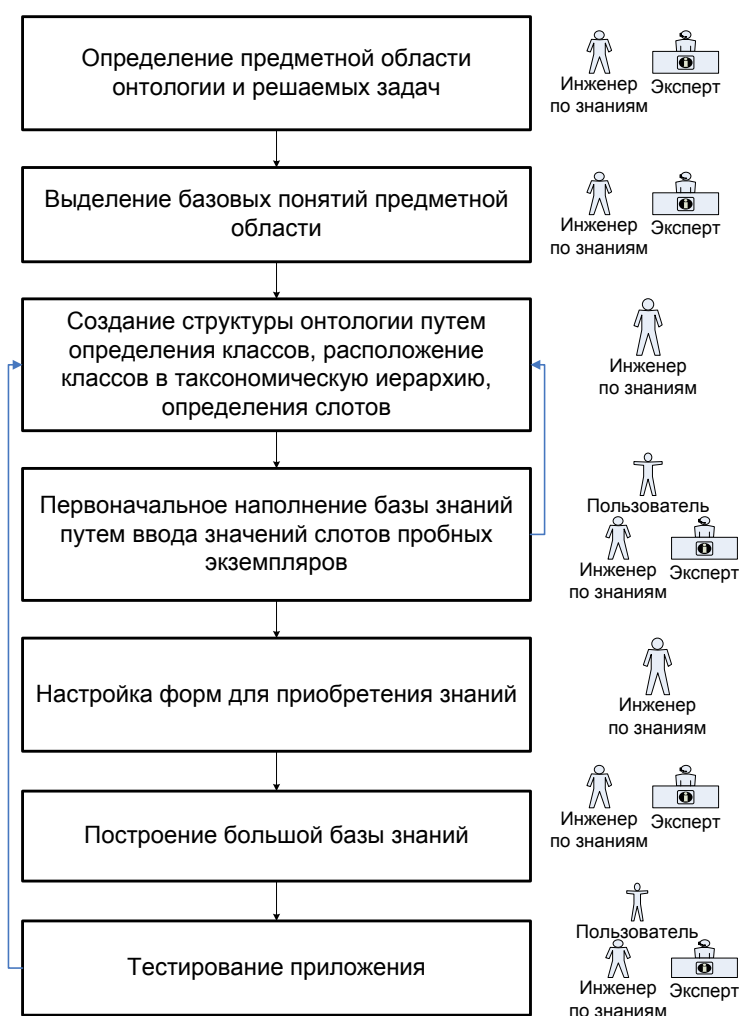 Определение предметной области
онтологии и решаемых задач
Инженер
по знаниям
Эксперт
Выделение базовых понятий предметной
области
Инженер
по знаниям
Эксперт
Создание структуры онтологии путем
определения классов, расположение
классов в таксономическую иерархию,
определения слотов
Инженер
по знаниям
Первоначальное наполнение базы знаний
путем ввода значений слотов пробных
экземпляров
Пользователь
Инженер
по знаниям
Эксперт
Настройка форм для приобретения знаний
Инженер
по знаниям
Построение большой базы знаний
Инженер
по знаниям
Эксперт
Тестирование приложения
Пользователь
Инженер
по знаниям
Эксперт